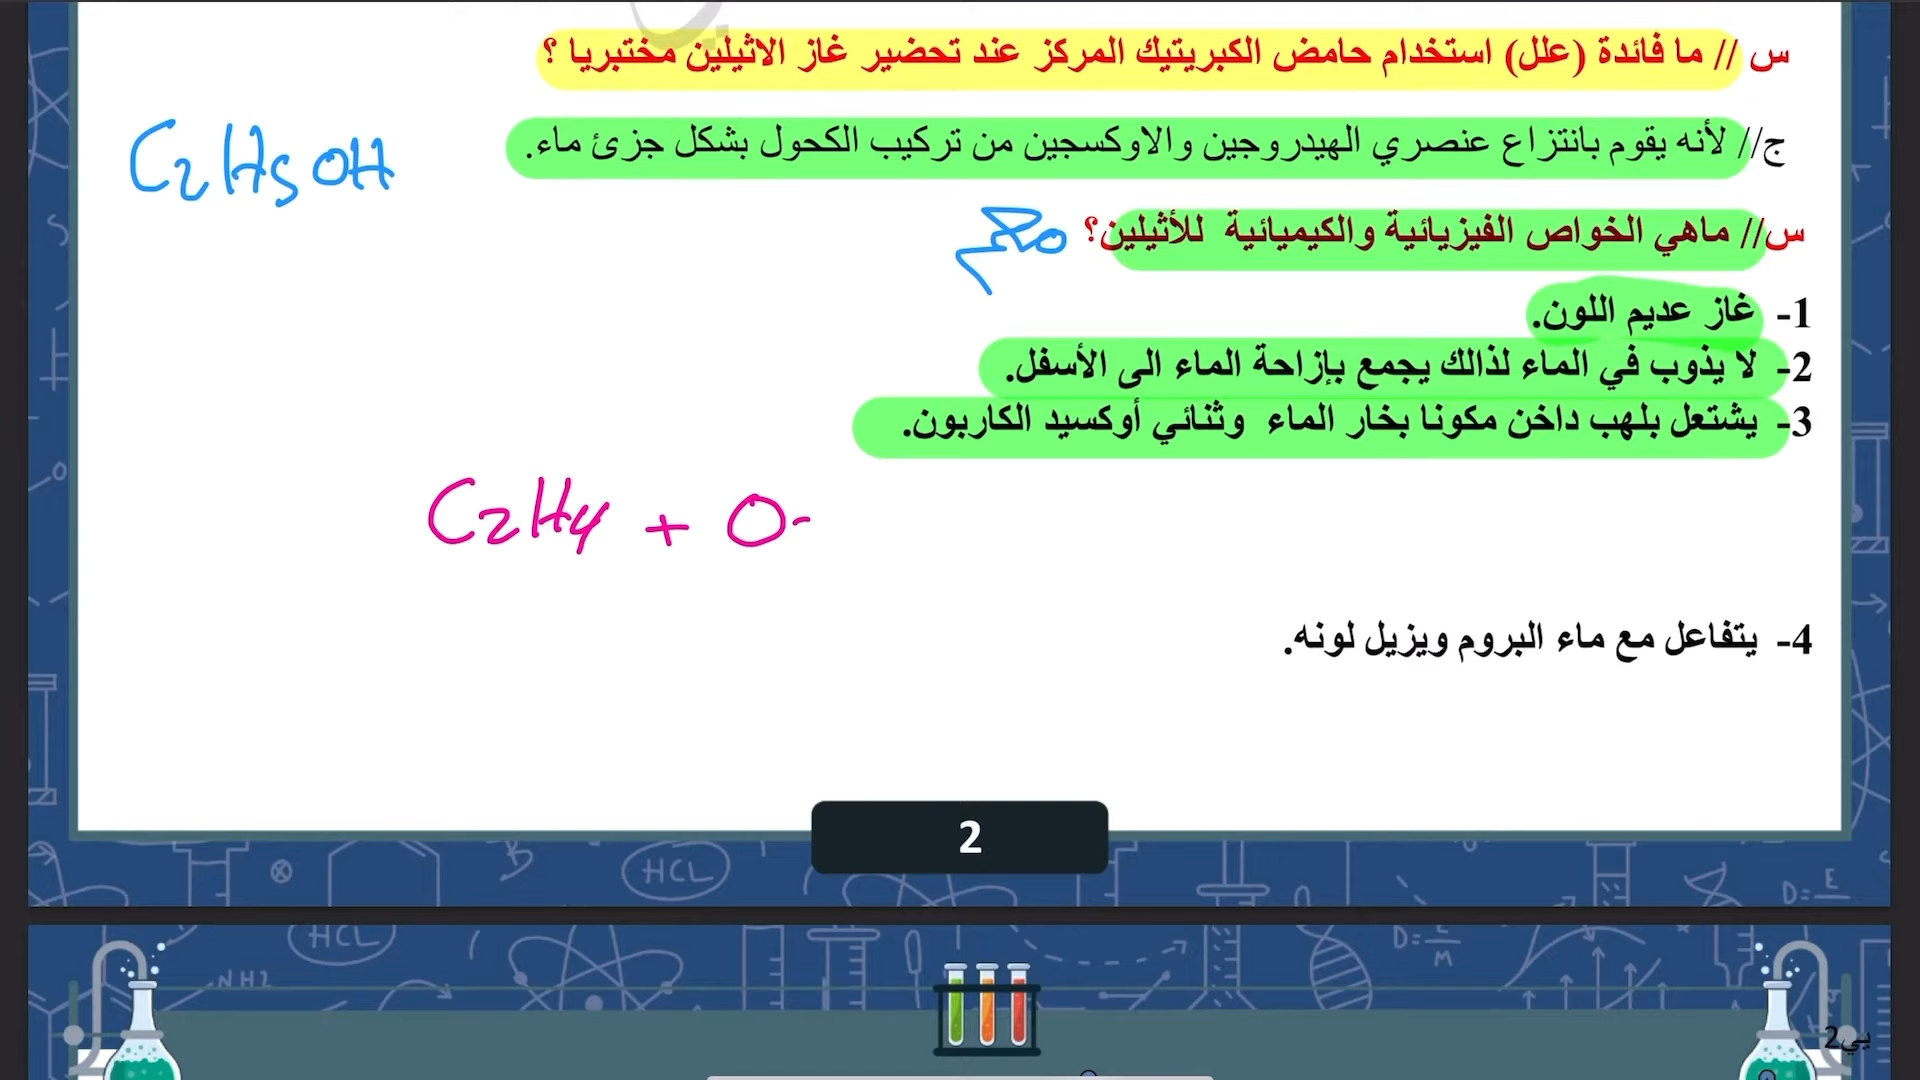 س // ما فائدة (علل) استخدام حامض الكبريتيك المركز عند تحضير غاز الاثيلين مختبريا ؟
ج// لأنه يقوم بانتزاع عنصري الهيدروجين والاوكسجين من تركيب الكحول بشكل جزئ ماء.
C2H5OH
س// ماهي الخواص الفيزيائية والكيميائية للأثيلين؟
1- غاز عديم اللون.
2- لا يذوب في الماء لذالك يجمع بإزاحة الماء الى الأسفل.
3- يشتعل بلهب داخن مكونا بخار الماء وثنائي أوكسيد الكاربون.
C2H4 + O
4- يتفاعل مع ماء البروم ويزيل لونه.
2
HCL
D=E
HCL
NH2
D=E/M